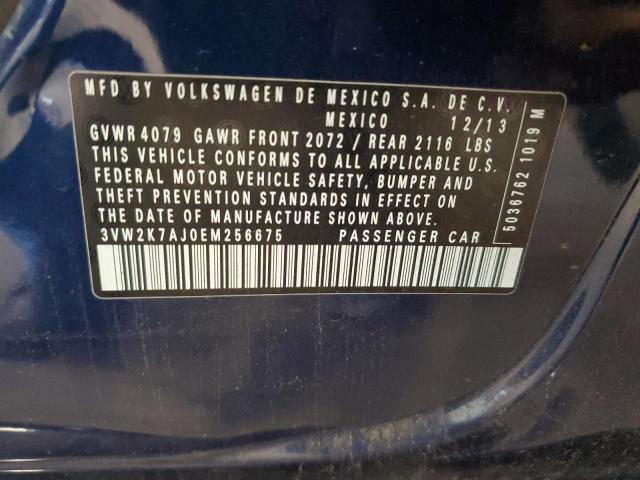 MFD BY VOLKSWAGEN DE MEXICO S.A. DE C.V.
MEXICO 12/13
GVWR 4079 GAWR FRONT 2072 / REAR 2116 LBS
THIS VEHICLE CONFORMS TO ALL APPLICABLE U.S.
FEDERAL MOTOR VEHICLE SAFETY, BUMPER AND
THEFT PREVENTION STANDARDS IN EFFECT ON
THE DATE OF MANUFACTURE SHOWN ABOVE.
3VW2K7AJ0EM256675 PASSENGER CAR
5036762 1019 M